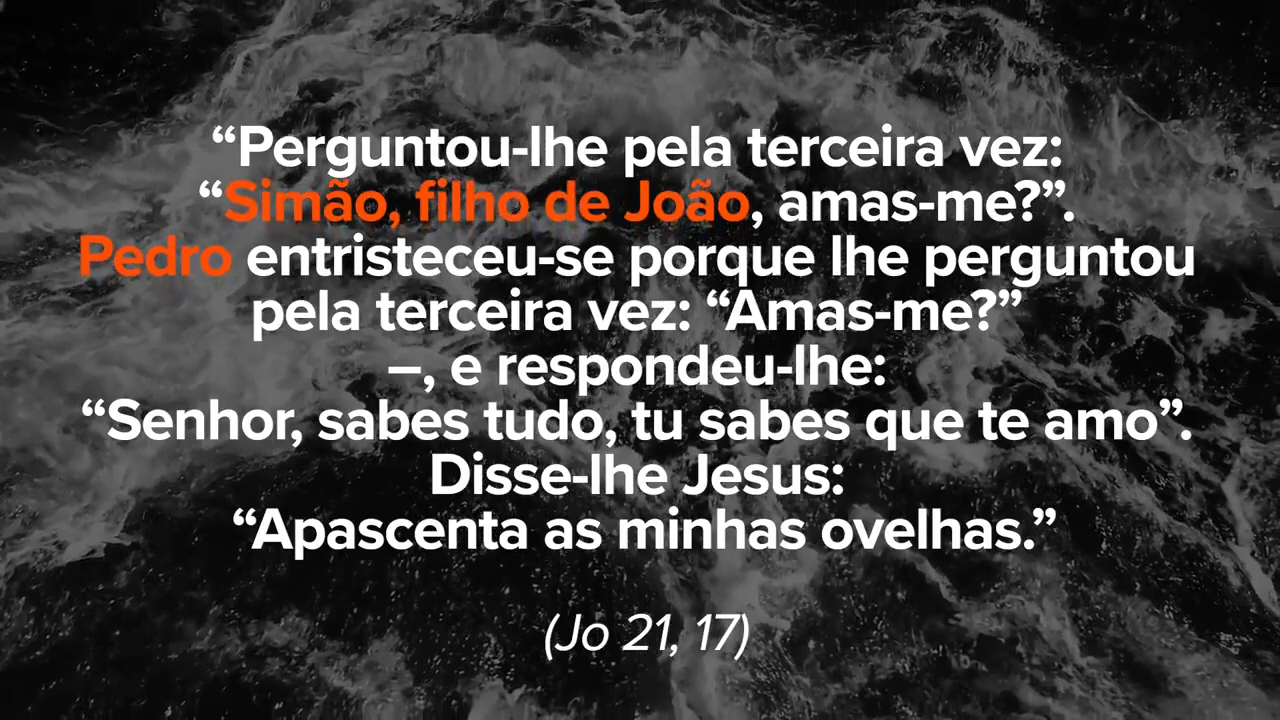 “Perguntou-lhe pela terceira vez:
“Simão, filho de João, amas-me?”.
Pedro entristeceu-se porque lhe perguntou
pela terceira vez: “Amas-me?”
–, e respondeu-lhe:
“Senhor, sabes tudo, tu sabes que te amo”.
Disse-lhe Jesus:
“Apascenta as minhas ovelhas.”
(Jo 21, 17)